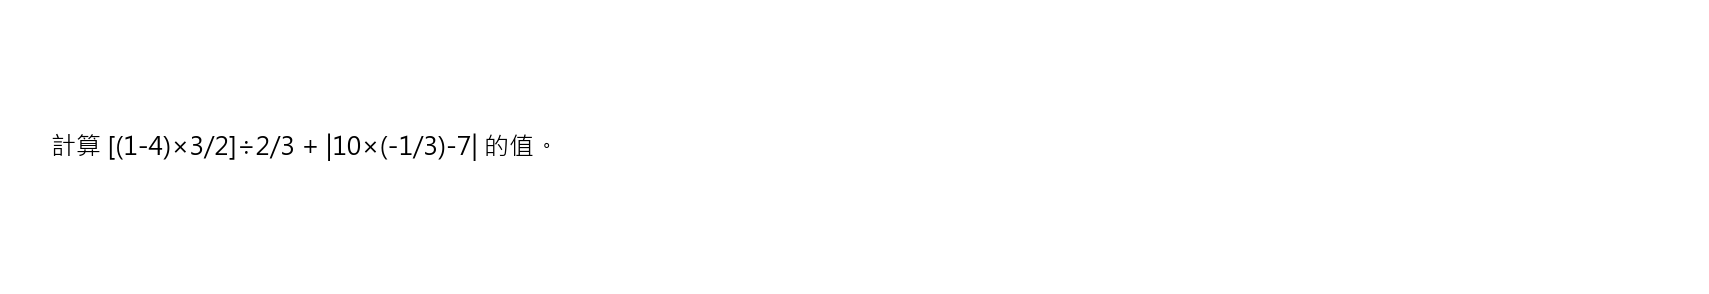 計算 [(1-4)×3/2]÷2/3 + |10×(-1/3)-7| 的值。